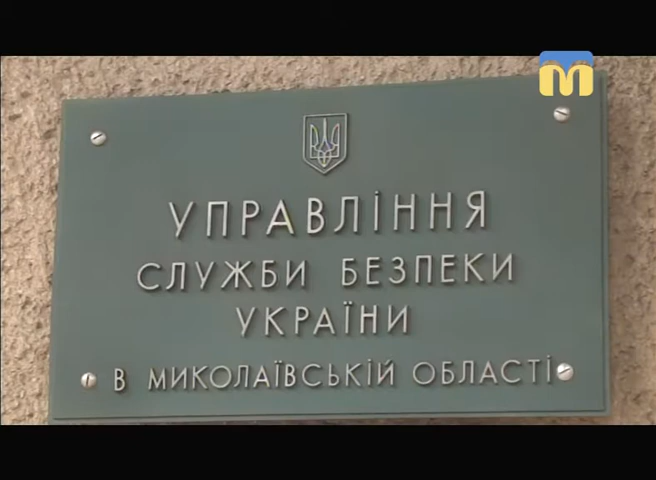 М
УПРАВЛІННЯ
СЛУЖБИ БЕЗПЕКИ
УКРАЇНИ
В МИКОЛАЇВСЬКІЙ ОБЛАСТІ